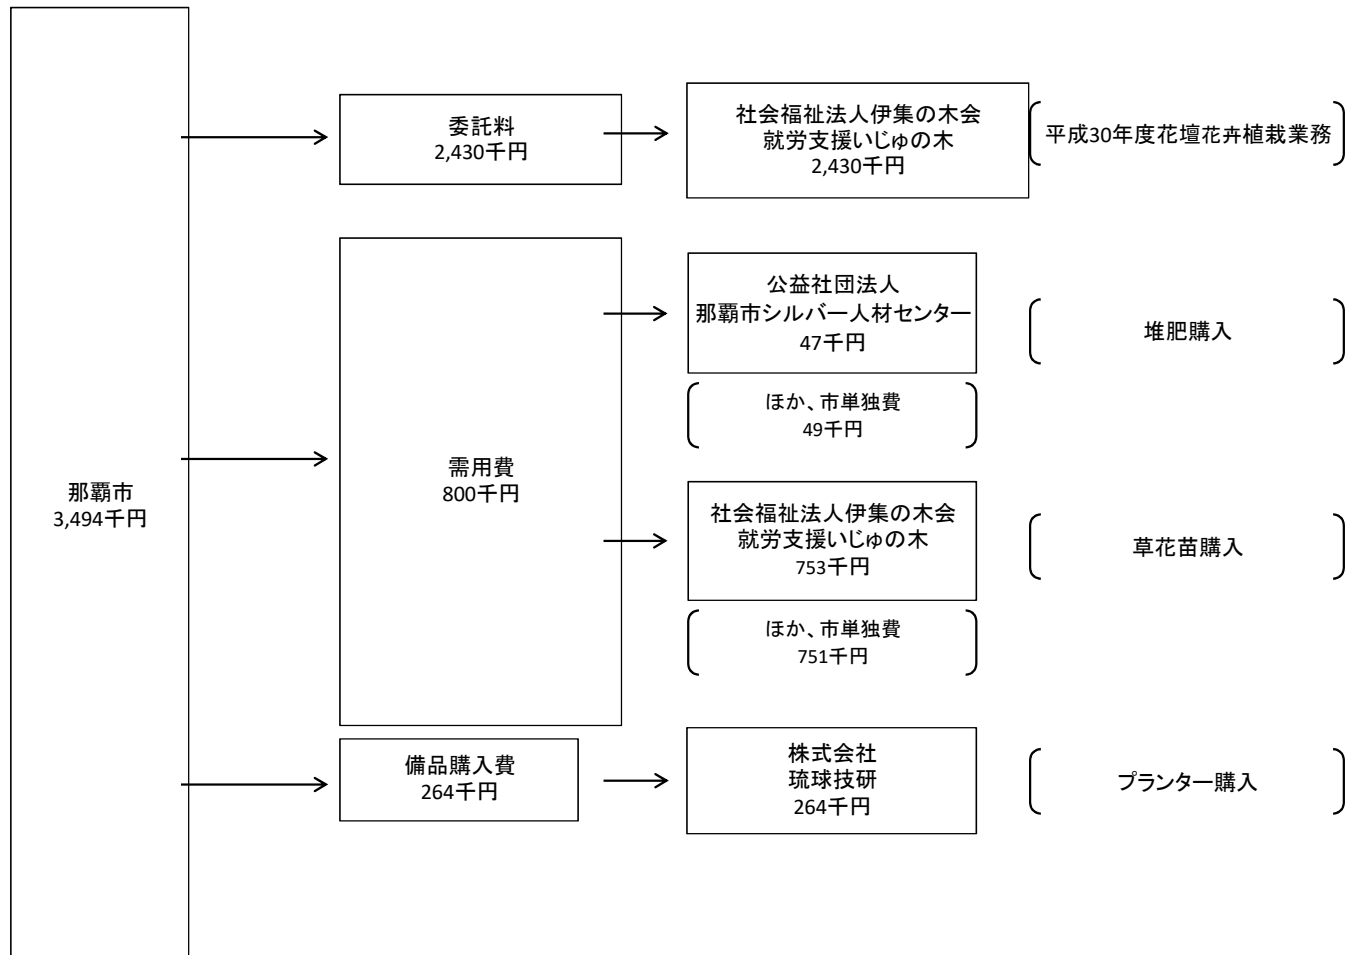 那覇市
3,494千円
委託料
2,430千円
社会福祉法人伊集の木会
就労支援いじゅの木
2,430千円
平成30年度花壇花卉植栽業務
需用費
800千円
公益社団法人
那覇市シルバー人材センター
47千円
堆肥購入
ほか、市単独費
49千円
社会福祉法人伊集の木会
就労支援いじゅの木
753千円
草花苗購入
ほか、市単独費
751千円
備品購入費
264千円
株式会社
琉球技研
264千円
プランター購入